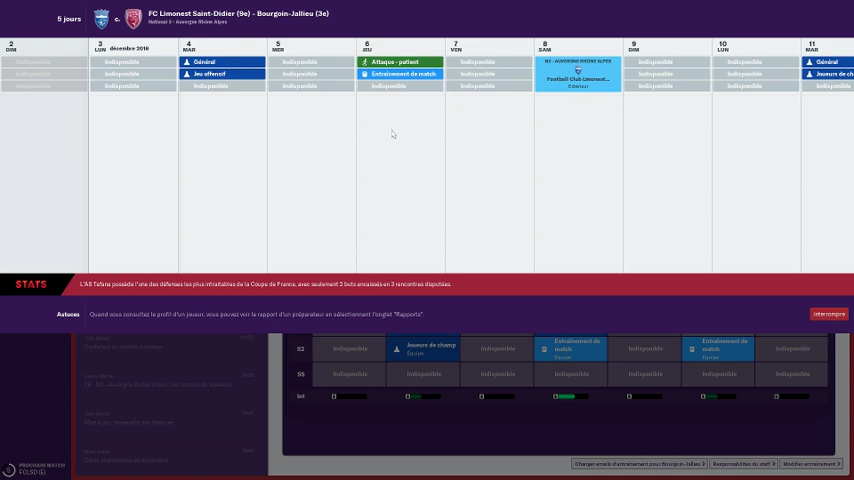 5 jours
c.
FC Limonest Saint-Didier (9e) - Bourgoin-Jallieu (3e)
National 3 - Auvergne Rhône Alpes
2
DIM
3
LUN décembre 2018
4
MAR
5
MER
6
JEU
7
VEN
8
SAM
9
DIM
10
LUN
11
MAR
Indisponible
Indisponible
Général
Indisponible
Attaque - patient
Indisponible
N3 - AUVERGNE RHÔNE ALPES
Indisponible
Indisponible
Général
Indisponible
Indisponible
Jeu offensif
Indisponible
Entraînement de match
Indisponible
Football Club Limonest...
Indisponible
Indisponible
Joueurs de ch
Indisponible
Indisponible
Indisponible
Indisponible
Indisponible
Indisponible
Extérieur
Indisponible
Indisponible
Indisponible
STATS
L'AS Tefana possède l'une des défenses les plus intraitables de la Coupe de France, avec seulement 2 buts encaissés en 3 rencontres disputées.
Astuces
Quand vous consultez le profil d'un joueur, vous pouvez voir le rapport d'un préparateur en sélectionnant l'onglet "Rapports".
Interrompre
S2
Indisponible
Joueurs de champ
Équipe
Indisponible
Entraînement de
match
Équipe
Indisponible
Entraînement de
match
Équipe
Indisponible
SS
Indisponible
Indisponible
Indisponible
Indisponible
Indisponible
Indisponible
Indisponible
Int
PROCHAIN MATCH
FCLSD (E)
Changer emails d'entraînement pour Bourgoin-Jallieu >
Responsabilités du staff >
Modifier entraînement >